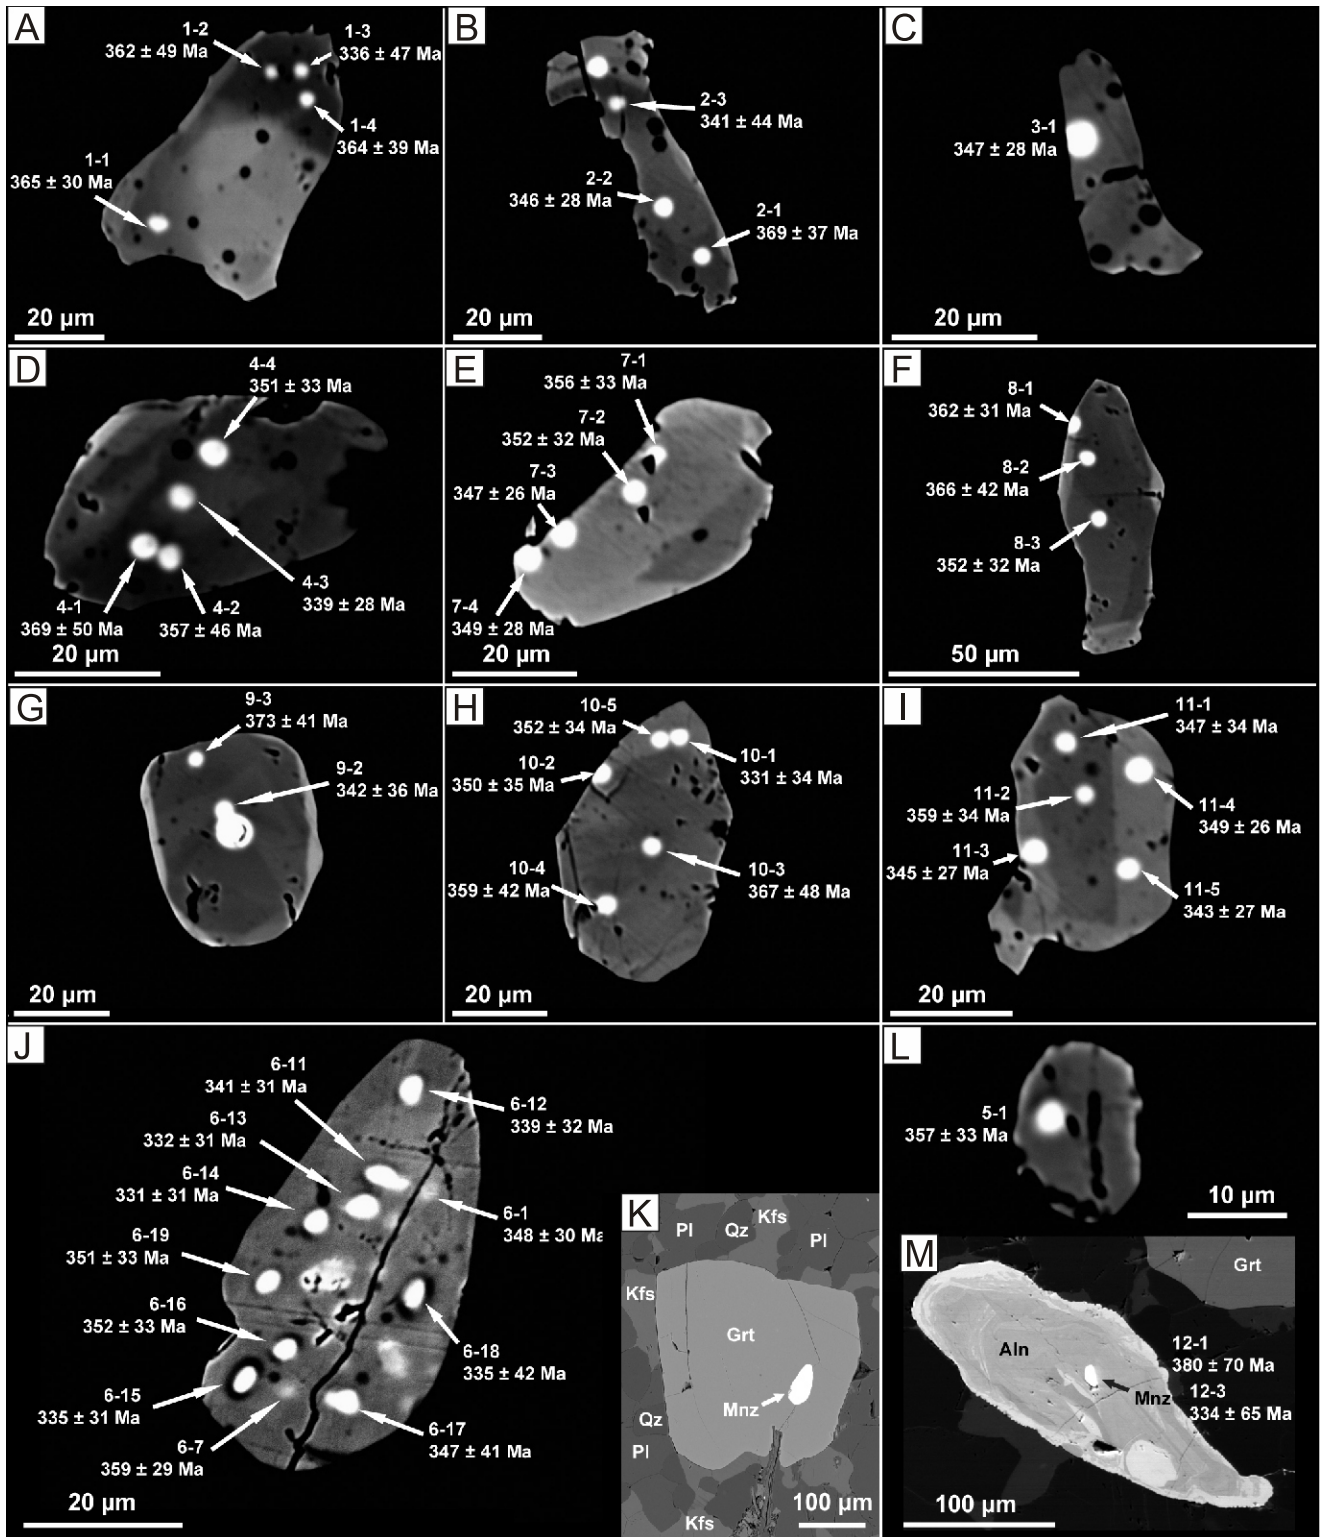 A
1-2
362 ± 49 Ma
1-3
336 ± 47 Ma
1-4
364 ± 39 Ma
1-1
365 ± 30 Ma
20 µm
B
2-3
341 ± 44 Ma
2-2
346 ± 28 Ma
2-1
369 ± 37 Ma
20 µm
C
3-1
347 ± 28 Ma
20 µm
D
4-4
351 ± 33 Ma
4-3
339 ± 28 Ma
4-1
369 ± 50 Ma
4-2
357 ± 46 Ma
20 µm
E
7-1
356 ± 33 Ma
7-2
352 ± 32 Ma
7-3
347 ± 26 Ma
7-4
349 ± 28 Ma
20 µm
F
8-1
362 ± 31 Ma
8-2
366 ± 42 Ma
8-3
352 ± 32 Ma
50 µm
G
9-3
373 ± 41 Ma
9-2
342 ± 36 Ma
20 µm
H
10-5
352 ± 34 Ma
10-1
331 ± 34 Ma
10-2
350 ± 35 Ma
10-4
359 ± 42 Ma
10-3
367 ± 48 Ma
20 µm
I
11-1
347 ± 34 Ma
11-2
359 ± 34 Ma
11-4
349 ± 26 Ma
11-3
345 ± 27 Ma
11-5
343 ± 27 Ma
20 µm
J
6-11
341 ± 31 Ma
6-12
339 ± 32 Ma
6-13
332 ± 31 Ma
6-14
331 ± 31 Ma
6-1
348 ± 30 Ma
6-19
351 ± 33 Ma
6-16
352 ± 33 Ma
6-18
335 ± 42 Ma
6-15
335 ± 31 Ma
6-7
359 ± 29 Ma
6-17
347 ± 41 Ma
20 µm
K
Pl
Qz
Kfs
Pl
Kfs
Grt
Mnz
Qz
Pl
Kfs
100 µm
L
5-1
357 ± 33 Ma
10 µm
M
Grt
Aln
12-1
380 ± 70 Ma
Mnz
12-3
334 ± 65 Ma
100 µm